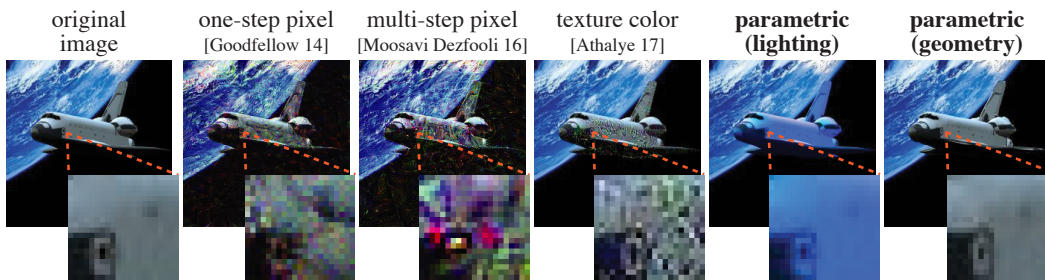 original
image
one-step pixel
[Goodfellow 14]
multi-step pixel
[Moosavi Dezfooli 16]
texture color
[Athalye 17]
parametric
(lighting)
parametric
(geometry)